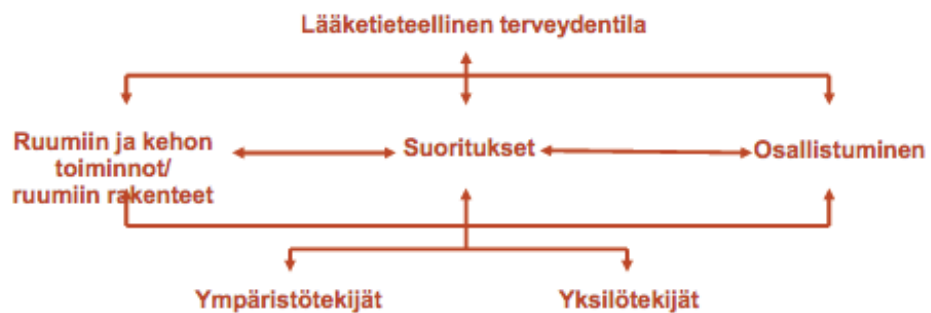 Lääketieteellinen terveydentila
Ruumiin ja kehon
toiminnot/
ruumiin rakenteet
Suoritukset
Osallistuminen
Ympäristötekijät
Yksilötekijät